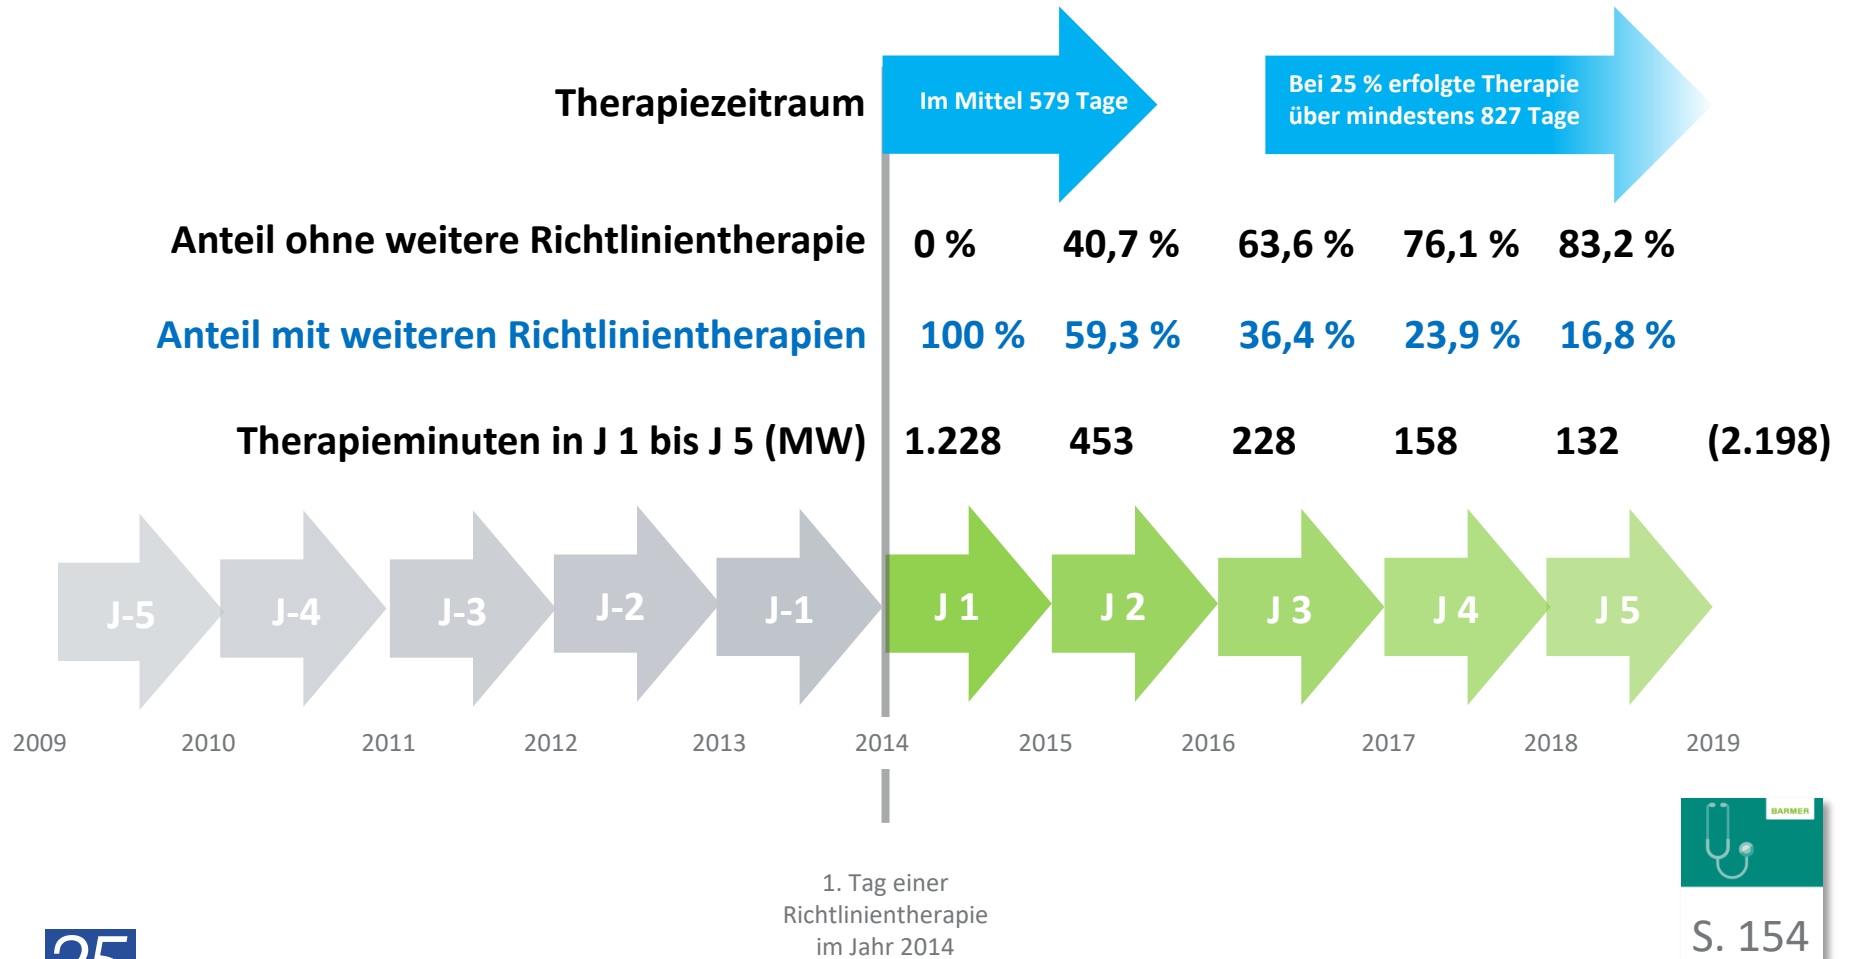 Therapiezeitraum
Im Mittel 579 Tage
Bei 25 % erfolgte Therapie
über mindestens 827 Tage
Anteil ohne weitere Richtlinientherapie 0 % 40,7 % 63,6 % 76,1 % 83,2 %
Anteil mit weiteren Richtlinientherapien 100 % 59,3 % 36,4 % 23,9 % 16,8 %
Therapieminuten in J 1 bis J 5 (MW) 1.228 453 228 158 132 (2.198)
J-5 J-4 J-3 J-2 J-1 J 1 J 2 J 3 J 4 J 5
2009 2010 2011 2012 2013 2014 2015 2016 2017 2018 2019
1. Tag einer
Richtlinientherapie
im Jahr 2014
BARMER
S. 154
25